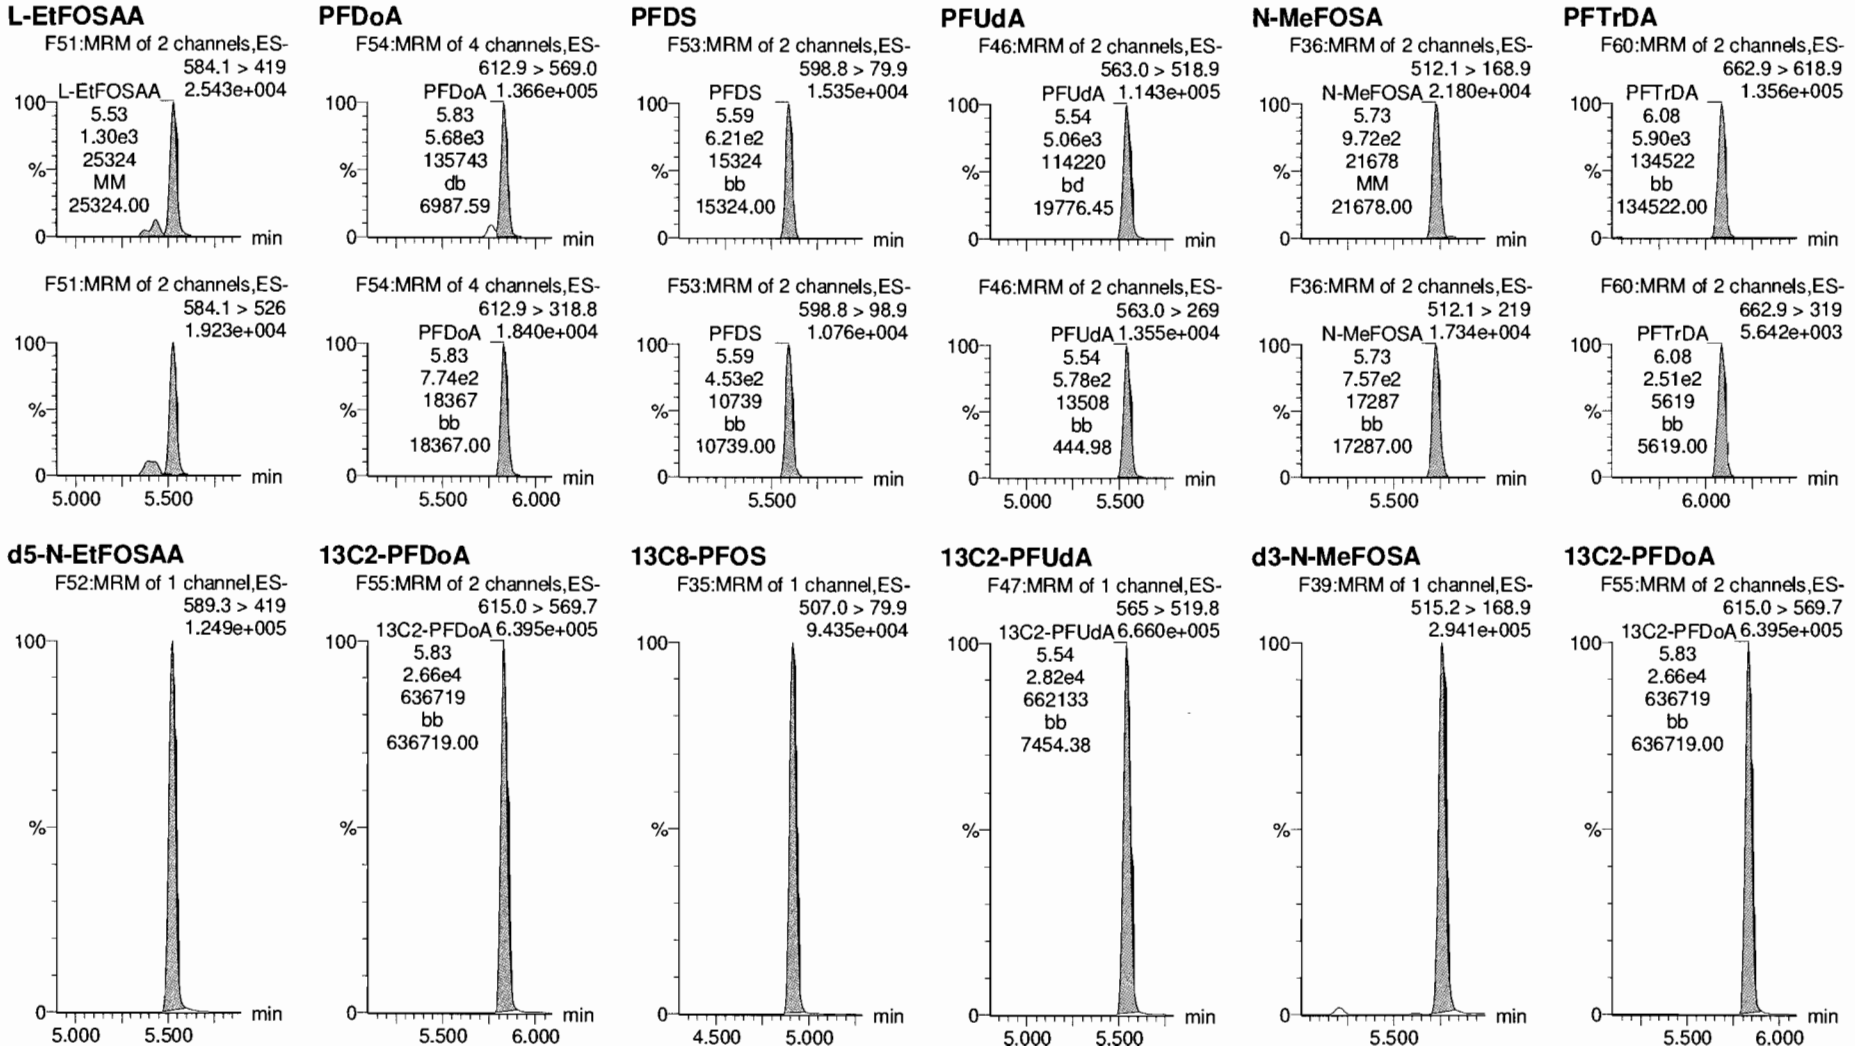 L-EtFOSAA
F51:MRM of 2 channels,ES-
584.1 > 419
2.543e+004
L-EtFOSAA
5.53
1.30e3
25324
MM
25324.00
100
%
0
min
F51:MRM of 2 channels,ES-
584.1 > 526
1.923e+004
100
%
0
min
5.000 5.500
PFDoA
F54:MRM of 4 channels,ES-
612.9 > 569.0
1.366e+005
PFDoA
5.83
5.68e3
135743
db
6987.59
100
%
0
min
F54:MRM of 4 channels,ES-
612.9 > 318.8
1.840e+004
PFDoA
5.83
7.74e2
18367
bb
18367.00
100
%
0
min
5.500 6.000
PFDS
F53:MRM of 2 channels,ES-
598.8 > 79.9
1.535e+004
PFDS
5.59
6.21e2
15324
bb
15324.00
100
%
0
min
F53:MRM of 2 channels,ES-
598.8 > 98.9
1.076e+004
PFDS
5.59
4.53e2
10739
bb
10739.00
100
%
0
min
5.500
PFUdA
F46:MRM of 2 channels,ES-
563.0 > 518.9
1.143e+005
PFUdA
5.54
5.06e3
114220
bd
19776.45
100
%
0
min
F46:MRM of 2 channels,ES-
563.0 > 269
1.355e+004
PFUdA
5.54
5.78e2
13508
bb
444.98
100
%
0
min
5.000 5.500
N-MeFOSA
F36:MRM of 2 channels,ES-
512.1 > 168.9
2.180e+004
N-MeFOSA
5.73
9.72e2
21678
MM
21678.00
100
%
0
min
F36:MRM of 2 channels,ES-
512.1 > 219
1.734e+004
N-MeFOSA
5.73
7.57e2
17287
bb
17287.00
100
%
0
min
5.500
PFTrDA
F60:MRM of 2 channels,ES-
662.9 > 618.9
1.356e+005
PFTrDA
6.08
5.90e3
134522
bb
134522.00
100
%
0
min
F60:MRM of 2 channels,ES-
662.9 > 319
5.642e+003
PFTrDA
6.08
2.51e2
5619
bb
5619.00
100
%
0
min
6.000
d5-N-EtFOSAA
F52:MRM of 1 channel,ES-
589.3 > 419
1.249e+005
100
%
0
min
5.000 5.500
13C2-PFDoA
F55:MRM of 2 channels,ES-
615.0 > 569.7
6.395e+005
13C2-PFDoA
5.83
2.66e4
636719
bb
636719.00
100
%
0
min
5.500 6.000
13C8-PFOS
F35:MRM of 1 channel,ES-
507.0 > 79.9
9.435e+004
100
%
0
min
4.500 5.000
13C2-PFUdA
F47:MRM of 1 channel,ES-
565 > 519.8
6.660e+005
13C2-PFUdA
5.54
2.82e4
662133
bb
7454.38
100
%
0
min
5.000 5.500
d3-N-MeFOSA
F39:MRM of 1 channel,ES-
515.2 > 168.9
2.941e+005
100
%
0
min
5.500
13C2-PFDoA
F55:MRM of 2 channels,ES-
615.0 > 569.7
6.395e+005
13C2-PFDoA
5.83
2.66e4
636719
bb
636719.00
100
%
0
min
5.500 6.000